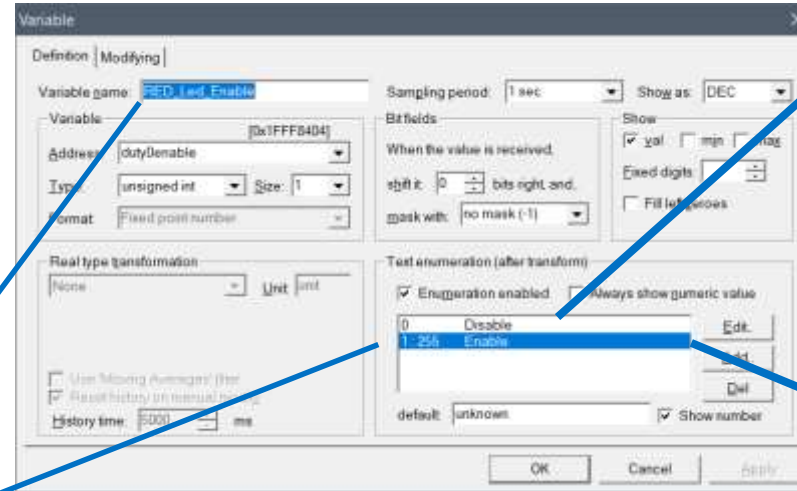 Variable
Definition Modifying
Variable name: RED_Led_Enable Sampling period: 1 sec Show as: DEC
Variable Bit fields Show
[0x1FFF8404]
Address: duty0enable When the value is received, val min max
Type: unsigned int Size: 1 shift it 0 bits right, and, Fixed digits
Format Fixed point number mask with: no mask (-1) Fill left zeroes
Real type transformation Text enumeration (after transform)
None Unit unit Enumeration enabled Always show numeric value
0 Disable Edit.
1 : 255 Enable Add
Del
Use 'Moving Averages' filter
Reset history on manual
History time: 5000 ms default: unknown Show number
OK Cancel Apply